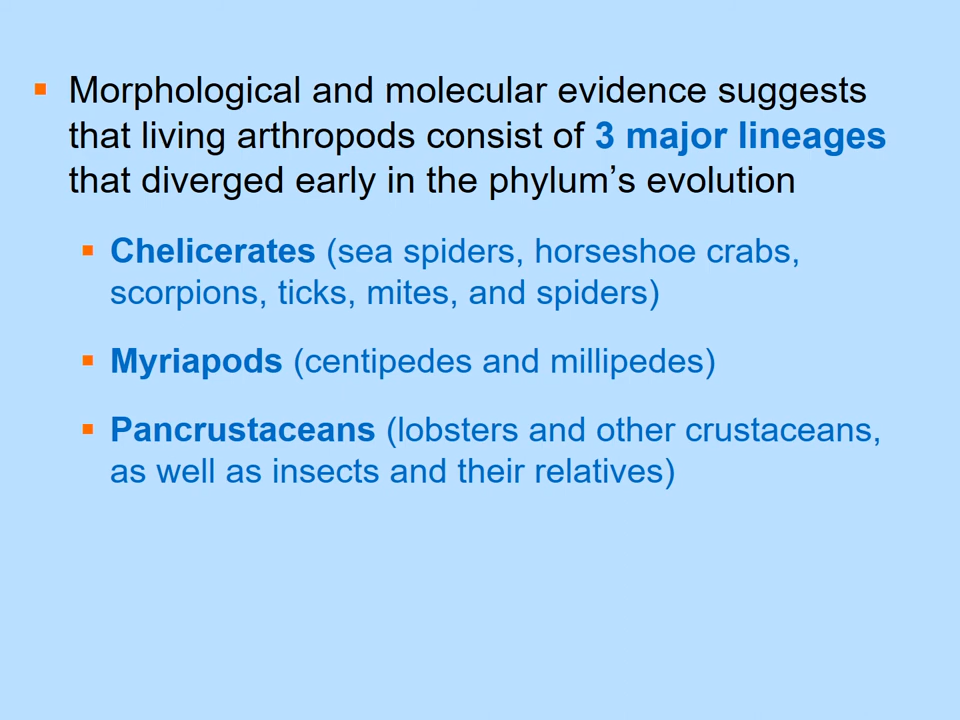 Morphological and molecular evidence suggests
that living arthropods consist of 3 major lineages
that diverged early in the phylum’s evolution
Chelicerates (sea spiders, horseshoe crabs,
scorpions, ticks, mites, and spiders)
Myriapods (centipedes and millipedes)
Pancrustaceans (lobsters and other crustaceans,
as well as insects and their relatives)